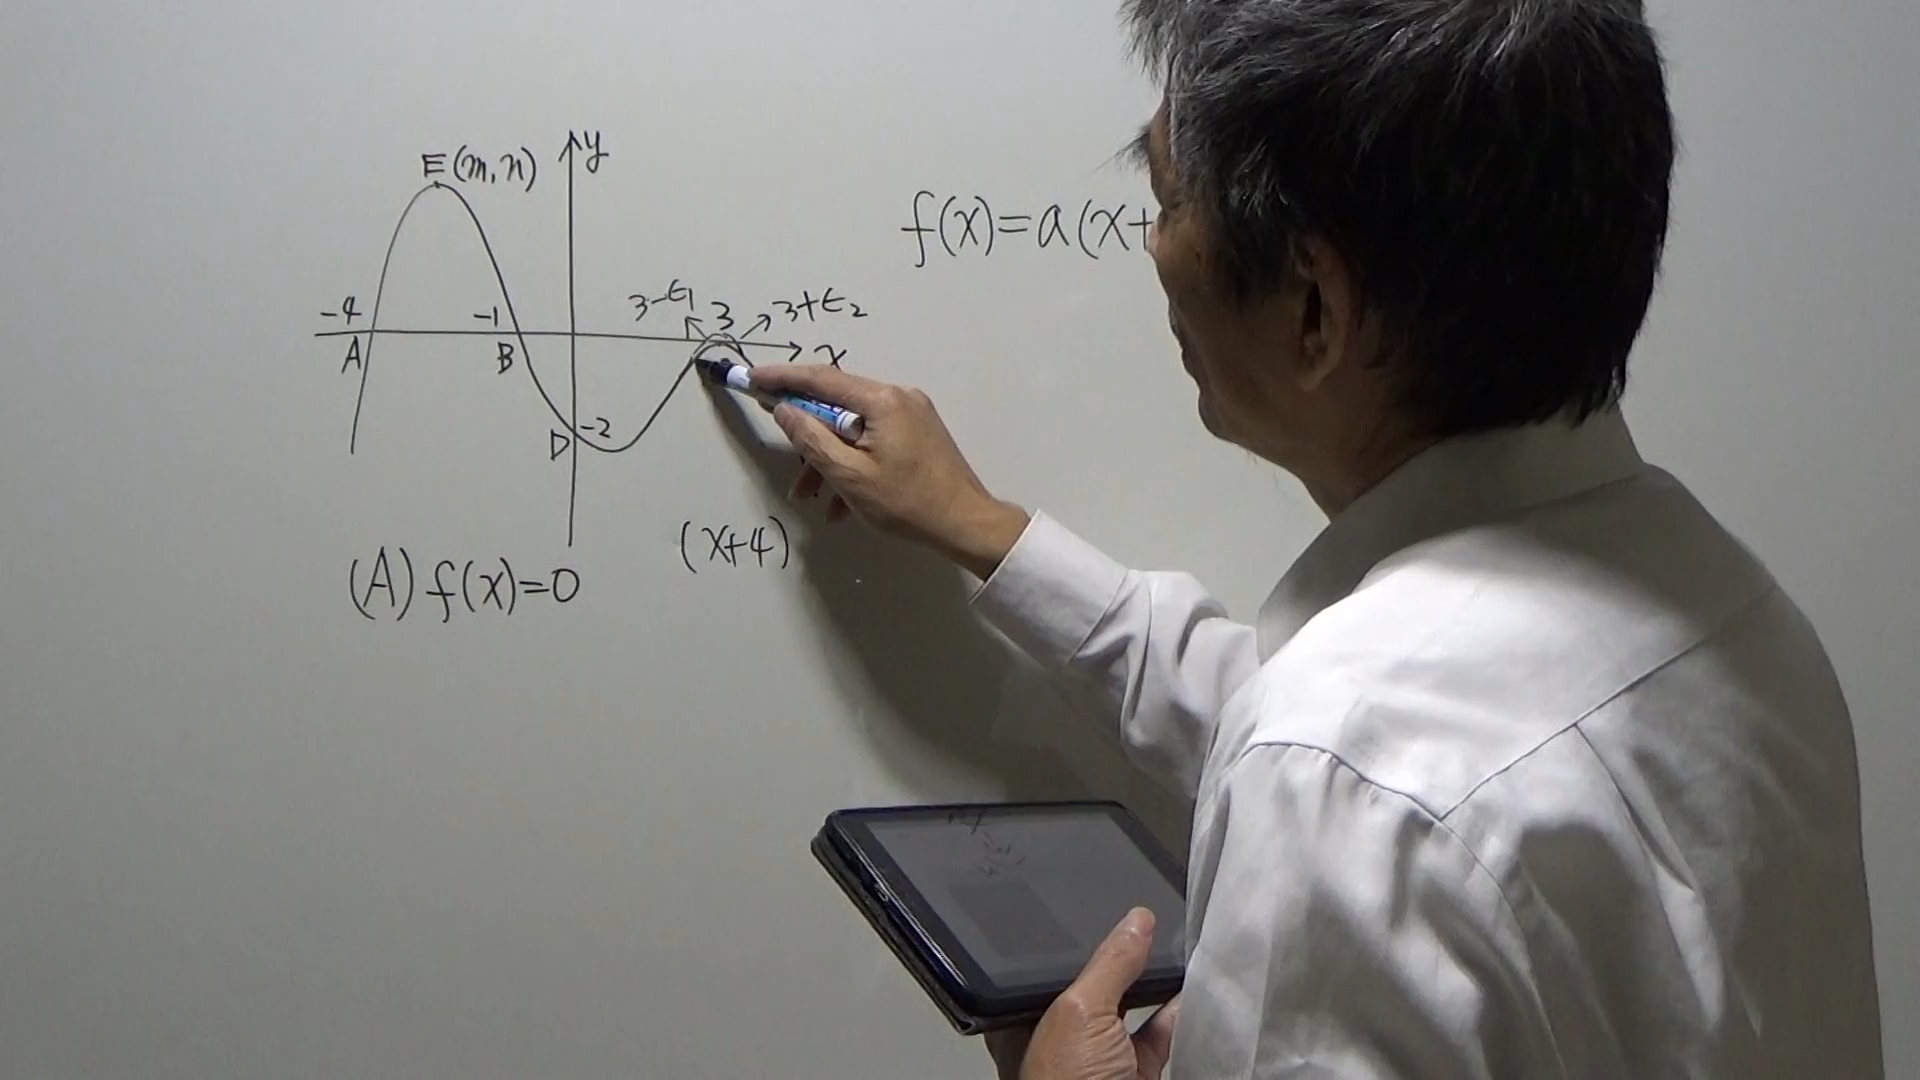 E(m,n)
y
f(x)=a(x+
3-ϵ1
3
3+ϵ2
-4
-1
A
B
x
D
-2
(x+4)
(A) f(x)=0